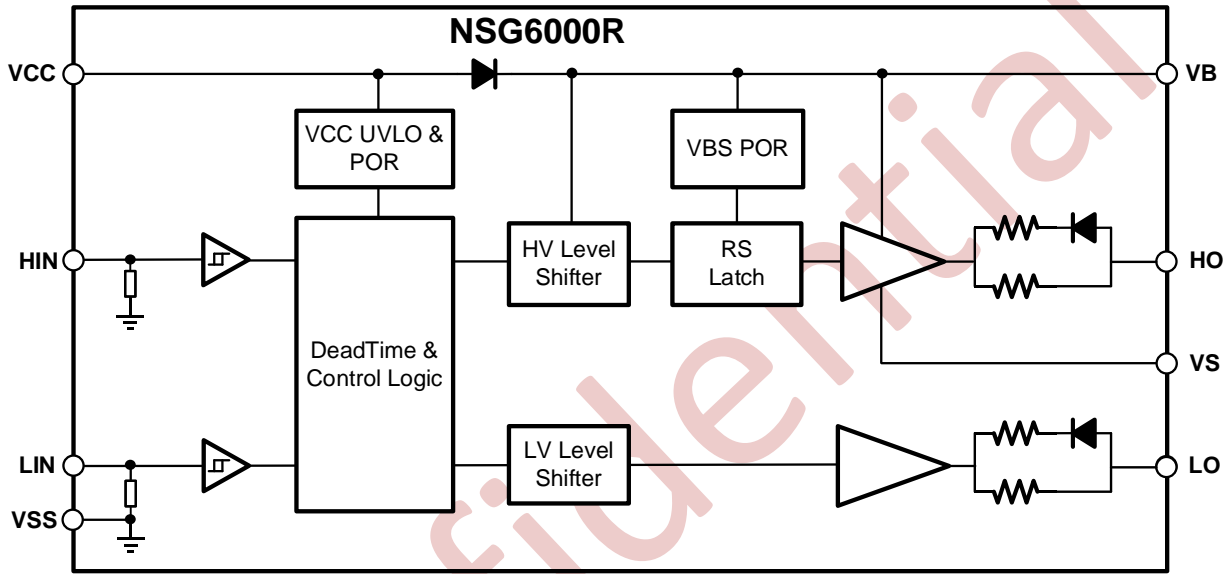 NSG6000R
VCC
VB
VCC UVLO &
POR
VBS POR
HIN
HV Level
Shifter
RS
Latch
HO
DeadTime &
Control Logic
VS
LIN
LV Level
Shifter
LO
VSS
fidential